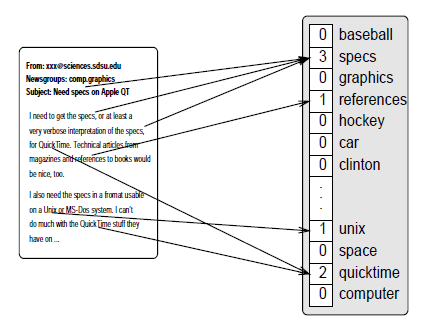 From: xxx@sciences.sdsu.edu
Newsgroups: comp.graphics
Subject: Need specs on Apple QT
I need to get the specs, or at least a
very verbose interpretation of the specs,
for QuickTime. Technical articles from
magazines and references to books would
be nice, too.
I also need the specs in a fromat usable
on a Unix or MS-Dos system. I can't
do much with the QuickTime stuff they
have on ...
0 baseball
3 specs
0 graphics
1 references
0 hockey
0 car
0 clinton
:
:
1 unix
0 space
2 quicktime
0 computer